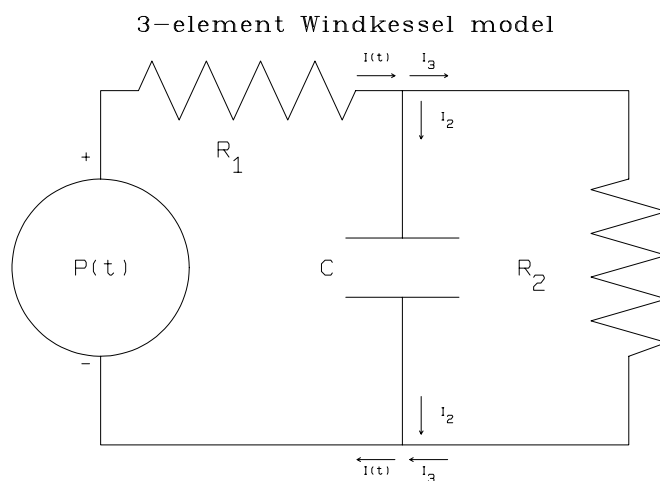 3-element Windkessel model
I(t) I3
I2
+
R1
P(t) C R2
-
I2
I(t) I3